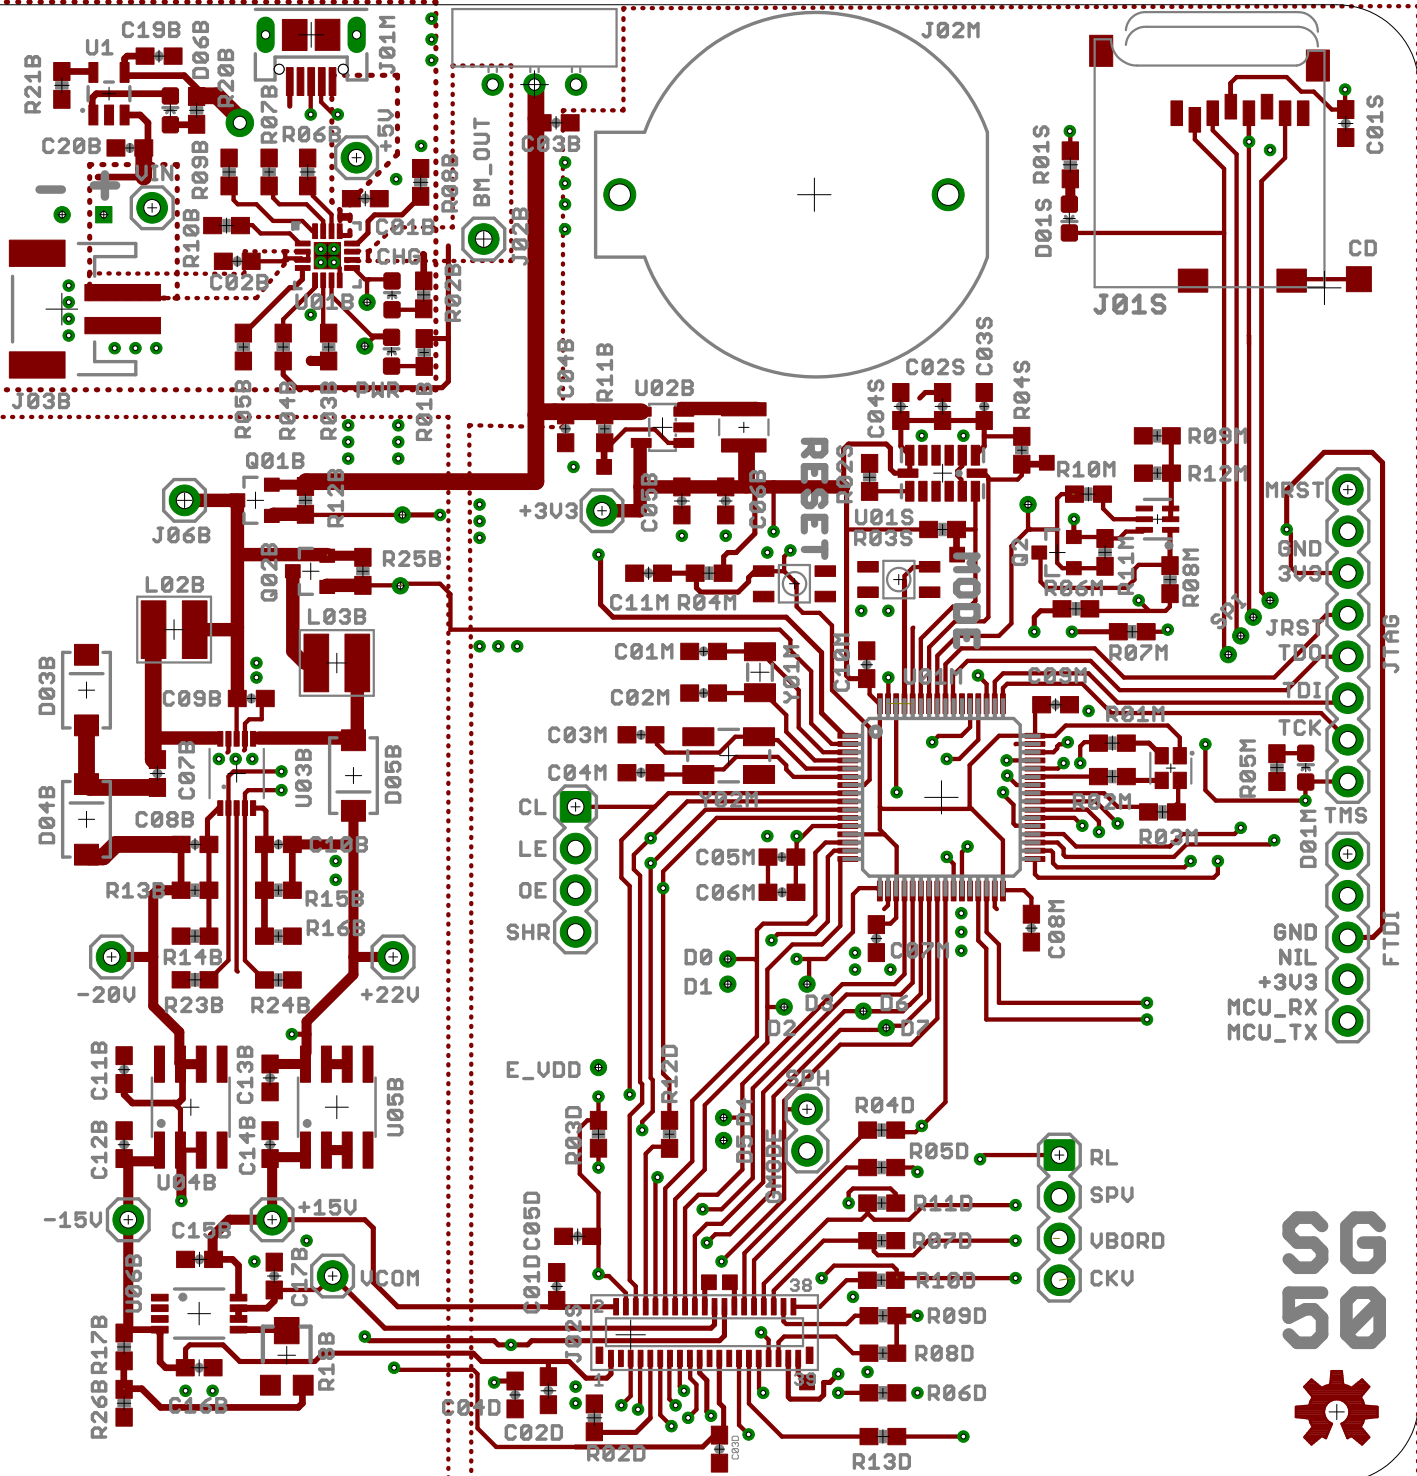 C19B
U1
D06B
R20B
R21B
R07B
J01M
C20B
R06B
+5V
VIN
R09B
R08B
- +
R10B
C01B
CHG
C02B
U01B
R02B
BM_OUT
J02B
C03B
J02M
R01S
C01S
D01S
CD
J01S
J03B
PWR
R05B
R04B
R03B
R01B
C04B
R11B
U02B
C02S
C03S
C04S
R04S
RESET
R02S
R09M
R12M
R10M
Q01B
R12B
+3V3
C05B
C06B
U01S
R03S
MODE
Q2
R11M
R08M
R06M
R07M
SPI
J06B
Q02B
R25B
L02B
L03B
C11M
R04M
MRST
GND
3V3
JRST
TDO
TDI
TCK
TMS
JTAG
D03B
C09B
C01M
C02M
Y01M
C10M
U01M
C09M
C03M
C04M
Y02M
R01M
R02M
R03M
R05M
D01M
D04B
C07B
U03B
D05B
C08B
C10B
R13B
R15B
R16B
R14B
R23B
R24B
-20V
+22V
CL
LE
OE
SHR
C05M
C06M
C07M
C08M
D0
D1
D2
D3
D6
D7
GND
NIL
+3V3
MCU_RX
MCU_TX
FTDI
E_VDD
R12D
SPH
R03D
D4
D5
GMODE
R04D
R05D
R11D
R07D
R10D
R09D
R08D
R06D
R13D
RL
SPV
VBORD
CKV
C11B
C13B
U05B
C12B
C14B
U04B
-15V
+15V
C15B
C17B
VCOM
U06B
R17B
R18B
R26B
C16B
C05D
C01D
J02S
2
38
1
39
C04D
C02D
R02D
C03D
SG
50